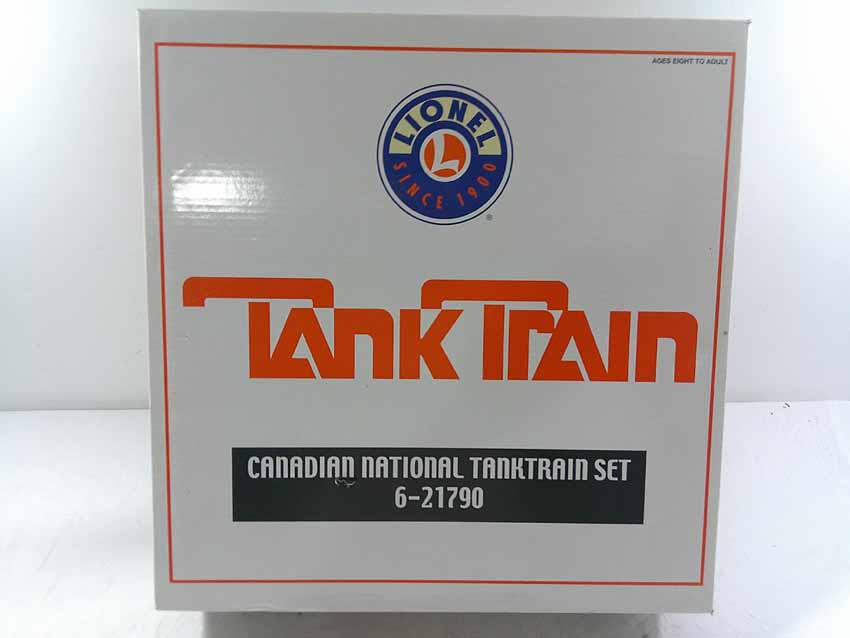 AGES EIGHT TO ADULT
LIONEL
L
SINCE 1900
®
TANK TRAIN
CANADIAN NATIONAL TANKTRAIN SET
6-21790